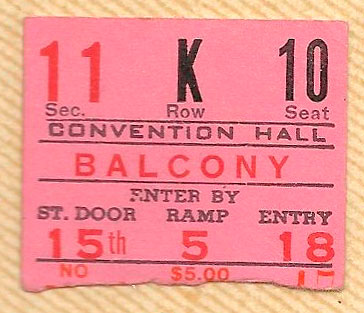 11 K 10
Sec. Row Seat
CONVENTION HALL
BALCONY
ENTER BY
ST. DOOR RAMP ENTRY
15th 5 18
NO $5.00